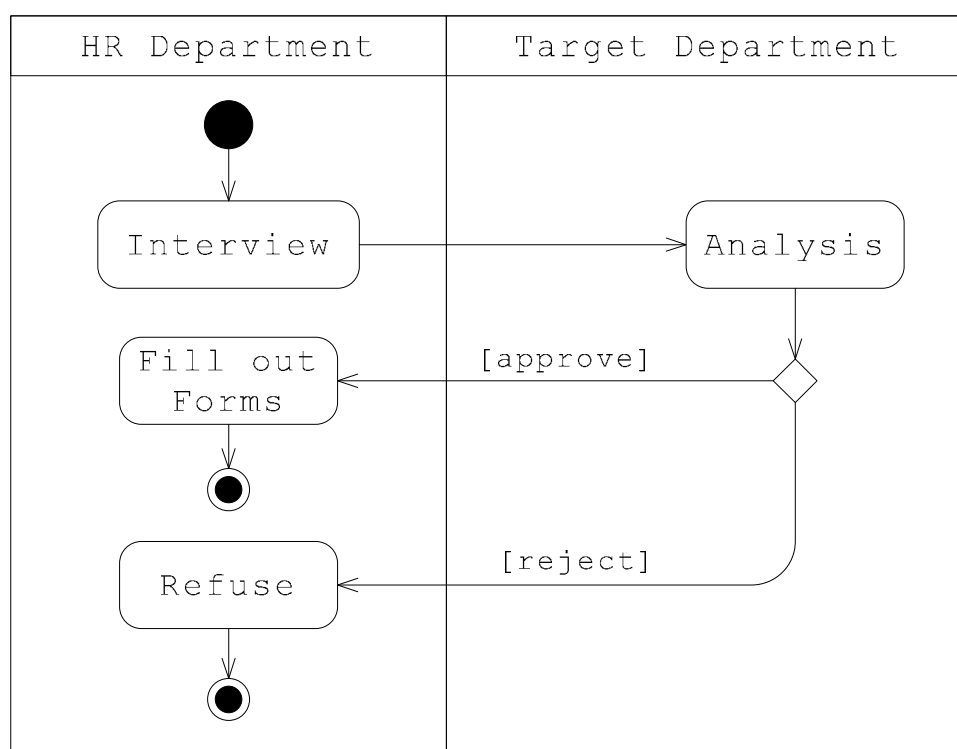 HR Department
Target Department
Interview
Analysis
[approve]
Fill out
Forms
[reject]
Refuse